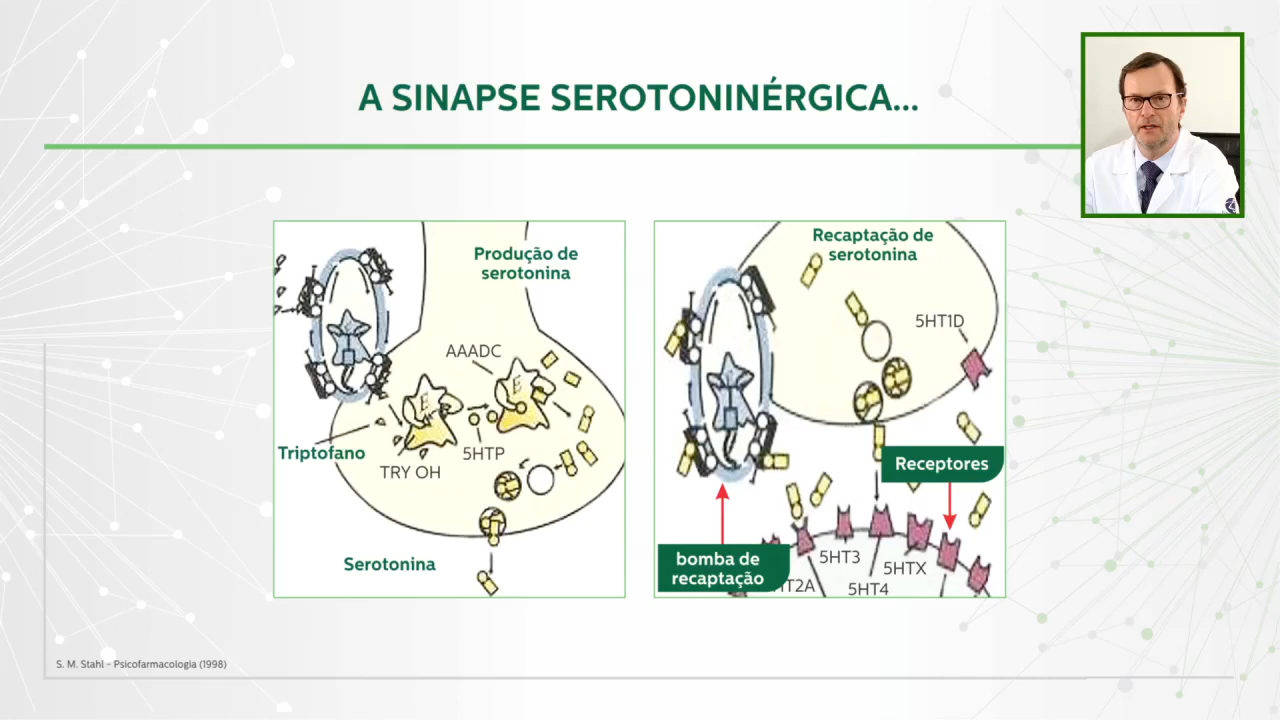 A SINAPSE SEROTONINÉRGICA...
Produção de
serotonina
AAADC
E
E
Triptofano
5HTP
TRY OH
Serotonina
Recaptação de
serotonina
5HT1D
Receptores
bomba de
recaptação
5HT3
5HTX
HT2A
5HT4
S. M. Stahl - Psicofarmacologia (1998)